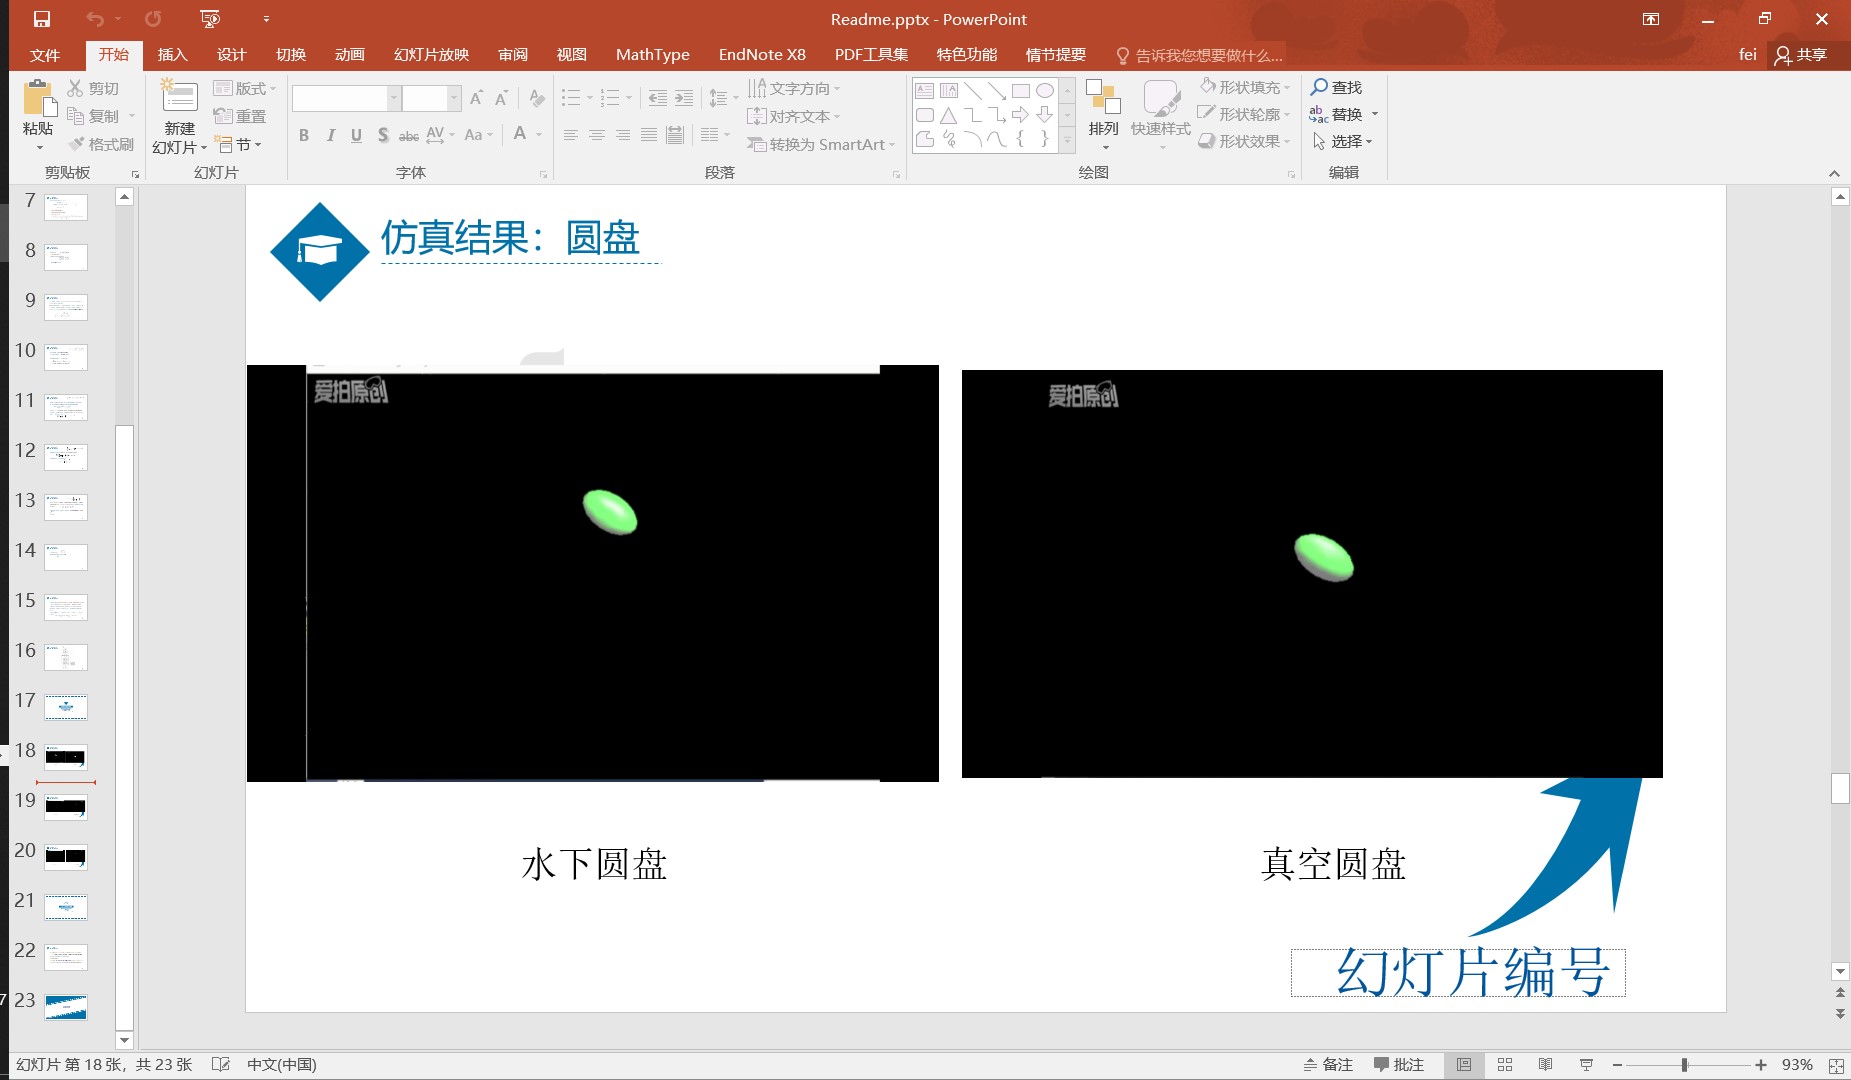 Readme.pptx - PowerPoint
文件 开始 插入 设计 切换 动画 幻灯片放映 审阅 视图 MathType EndNote X8 PDF工具集 特色功能 情节提要 告诉我您想要做什么... fei 共享
剪切
复制
格式刷
粘贴
剪贴板
新建
幻灯片
版式
重置
节
幻灯片
B I U S abc AV Aa A
字体
文字方向
对齐文本
转换为 SmartArt
段落
排列
快速样式
形状填充
形状轮廓
形状效果
绘图
查找
替换
选择
编辑
7
8
9
10
11
12
13
14
15
16
17
18
19
20
21
22
23
仿真结果：圆盘
爱拍原创
爱拍原创
水下圆盘
真空圆盘
幻灯片编号
幻灯片 第 18 张，共 23 张 中文(中国) 备注 批注 93%